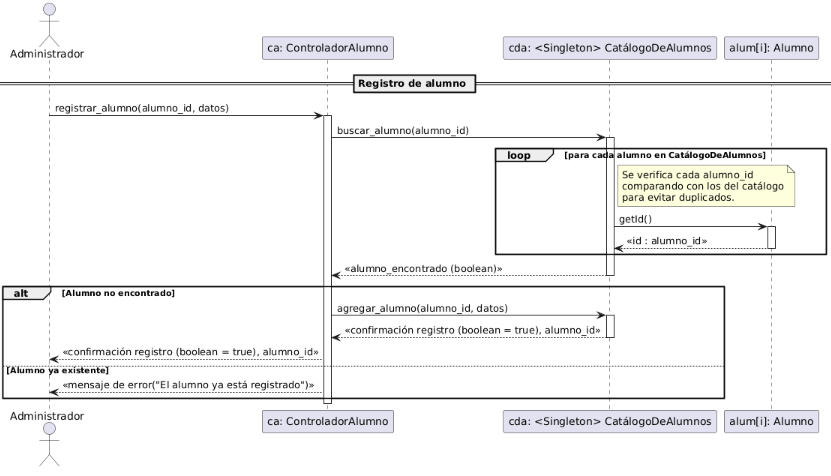 Administrador
ca: ControladorAlumno
cda: <Singleton> CatálogoDeAlumnos
alum[i]: Alumno
Registro de alumno
registrar_alumno(alumno_id, datos)
buscar_alumno(alumno_id)
loop
[para cada alumno en CatálogoDeAlumnos]
Se verifica cada alumno_id
comparando con los del catálogo
para evitar duplicados.
getId()
«id : alumno_id»
«alumno_encontrado (boolean)»
alt
[Alumno no encontrado]
agregar_alumno(alumno_id, datos)
«confirmación registro (boolean = true), alumno_id»
«confirmación registro (boolean = true), alumno_id»
[Alumno ya existente]
«mensaje de error("El alumno ya está registrado")»
Administrador
ca: ControladorAlumno
cda: <Singleton> CatálogoDeAlumnos
alum[i]: Alumno